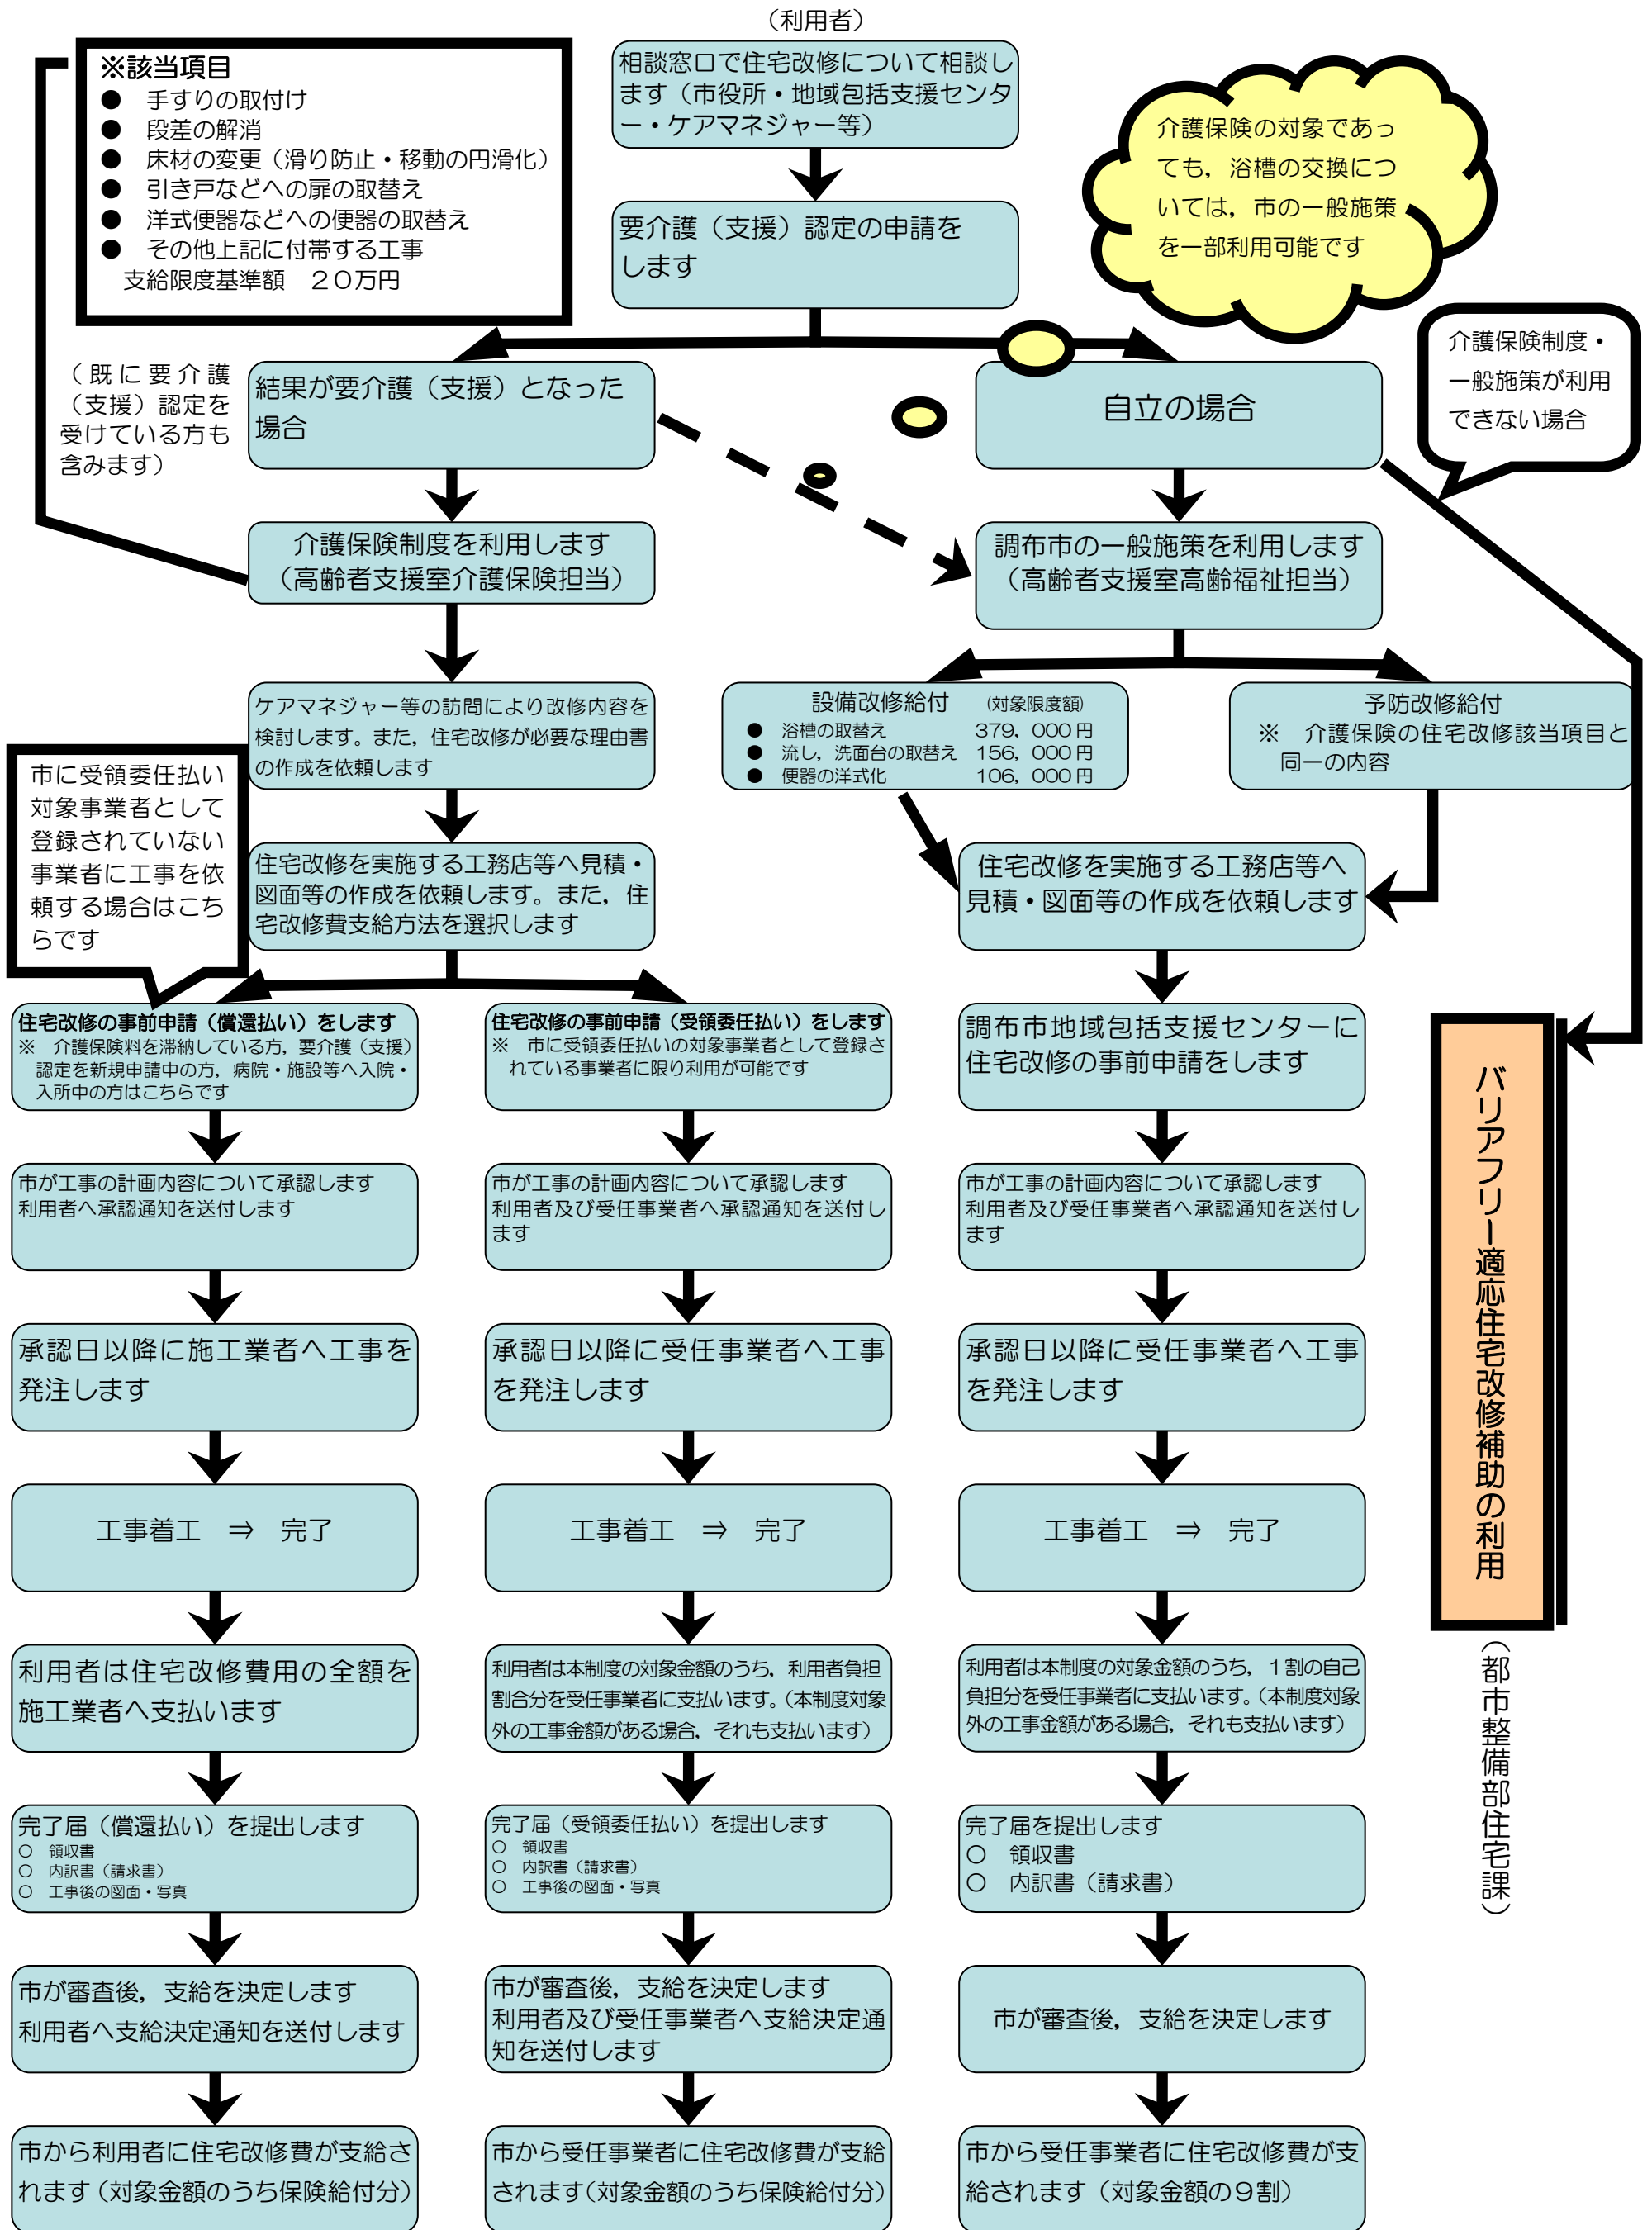 （利用者）
※該当項目
●　手すりの取付け
●　段差の解消
●　床材の変更（滑り防止・移動の円滑化）
●　引き戸などへの扉の取替え
●　洋式便器などへの便器の取替え
●　その他上記に付帯する工事
支給限度基準額　２０万円
相談窓口で住宅改修について相談し
ます（市役所・地域包括支援センタ
ー・ケアマネジャー等）
介護保険の対象であっ
ても，浴槽の交換につ
いては，市の一般施策
を一部利用可能です
要介護（支援）認定の申請を
します
介護保険制度・
一般施策が利用
できない場合
（既に要介護
（支援）認定を
受けている方も
含みます）
結果が要介護（支援）となった
場合
自立の場合
介護保険制度を利用します
（高齢者支援室介護保険担当）
調布市の一般施策を利用します
（高齢者支援室高齢福祉担当）
ケアマネジャー等の訪問により改修内容を
検討します。また，住宅改修が必要な理由書
の作成を依頼します
設備改修給付　（対象限度額）
●　浴槽の取替え　379，000円
●　流し，洗面台の取替え　156，000円
●　便器の洋式化　106，000円
予防改修給付
※　介護保険の住宅改修該当項目と
同一の内容
市に受領委任払い
対象事業者として
登録されていない
事業者に工事を依
頼する場合はこち
らです
住宅改修を実施する工務店等へ見積・
図面等の作成を依頼します。また，住
宅改修費支給方法を選択します
住宅改修を実施する工務店等へ
見積・図面等の作成を依頼します
住宅改修の事前申請（償還払い）をします
※　介護保険料を滞納している方，要介護（支援）
認定を新規申請中の方，病院・施設等へ入院・
入所中の方はこちらです
住宅改修の事前申請（受領委任払い）をします
※　市に受領委任払いの対象事業者として登録さ
れている事業者に限り利用が可能です
調布市地域包括支援センターに
住宅改修の事前申請をします
バリアフリー適応住宅改修補助の利用
（都市整備部住宅課）
市が工事の計画内容について承認します
利用者へ承認通知を送付します
市が工事の計画内容について承認します
利用者及び受任事業者へ承認通知を送付し
ます
市が工事の計画内容について承認します
利用者及び受任事業者へ承認通知を送付し
ます
承認日以降に施工業者へ工事を
発注します
承認日以降に受任事業者へ工事
を発注します
承認日以降に受任事業者へ工事
を発注します
工事着工　⇒　完了
工事着工　⇒　完了
工事着工　⇒　完了
利用者は住宅改修費用の全額を
施工業者へ支払います
利用者は本制度の対象金額のうち，利用者負担
割合分を受任事業者に支払います。（本制度対象
外の工事金額がある場合，それも支払います）
利用者は本制度の対象金額のうち，１割の自己
負担分を受任事業者に支払います。（本制度対象
外の工事金額がある場合，それも支払います）
完了届（償還払い）を提出します
○　領収書
○　内訳書（請求書）
○　工事後の図面・写真
完了届（受領委任払い）を提出します
○　領収書
○　内訳書（請求書）
○　工事後の図面・写真
完了届を提出します
○　領収書
○　内訳書（請求書）
市が審査後，支給を決定します
利用者へ支給決定通知を送付します
市が審査後，支給を決定します
利用者及び受任事業者へ支給決定通
知を送付します
市が審査後，支給を決定します
市から利用者に住宅改修費が支給さ
れます（対象金額のうち保険給付分）
市から受任事業者に住宅改修費が支給
されます（対象金額のうち保険給付分）
市から受任事業者に住宅改修費が支
給されます（対象金額の９割）